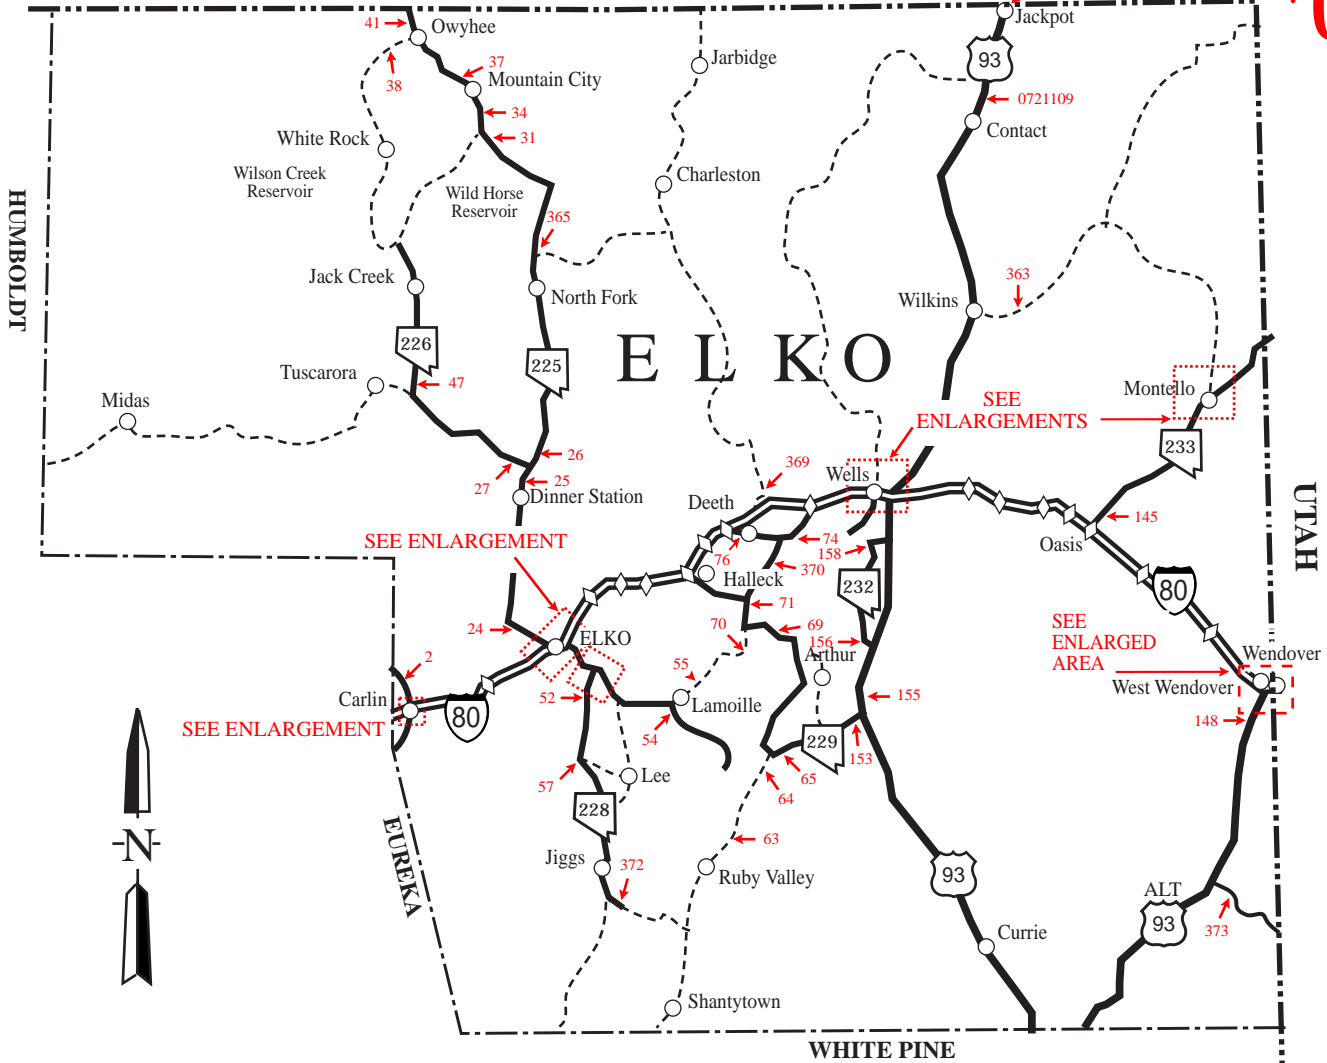 41
Owyhee
Jackpot
38
37
Mountain City
Jarbidge
93
0721109
Contact
34
31
White Rock
Wilson Creek
Reservoir
Wild Horse
Reservoir
Charleston
HUMBOLDT
365
Jack Creek
North Fork
Wilkins
363
226
225
ELKO
Tuscarora
47
Midas
Montello
SEE
ENLARGEMENTS
233
26
27
25
Dinner Station
369
Wells
Deeth
UTAH
145
Oasis
SEE ENLARGEMENT
76
74
158
Halleck
370
232
80
71
24
ELKO
70
69
156
Arthur
SEE
ENLARGED
AREA
Wendover
West Wendover
2
55
52
Carlin
80
SEE ENLARGEMENT
Lamoille
54
155
148
229
153
65
64
57
Lee
228
63
N
EUREKA
Jiggs
372
Ruby Valley
93
ALT
93
373
Currie
Shantytown
WHITE PINE